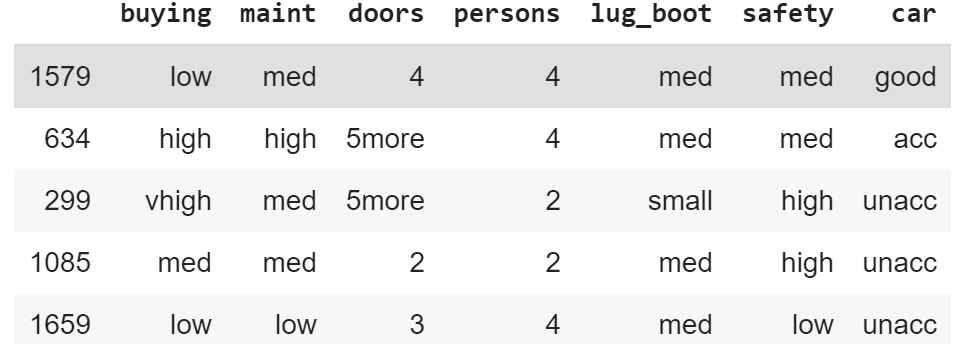 buying maint doors persons lug_boot safety car
1579 low med 4 4 med med good
634 high high 5more 4 med med acc
299 vhigh med 5more 2 small high unacc
1085 med med 2 2 med high unacc
1659 low low 3 4 med low unacc